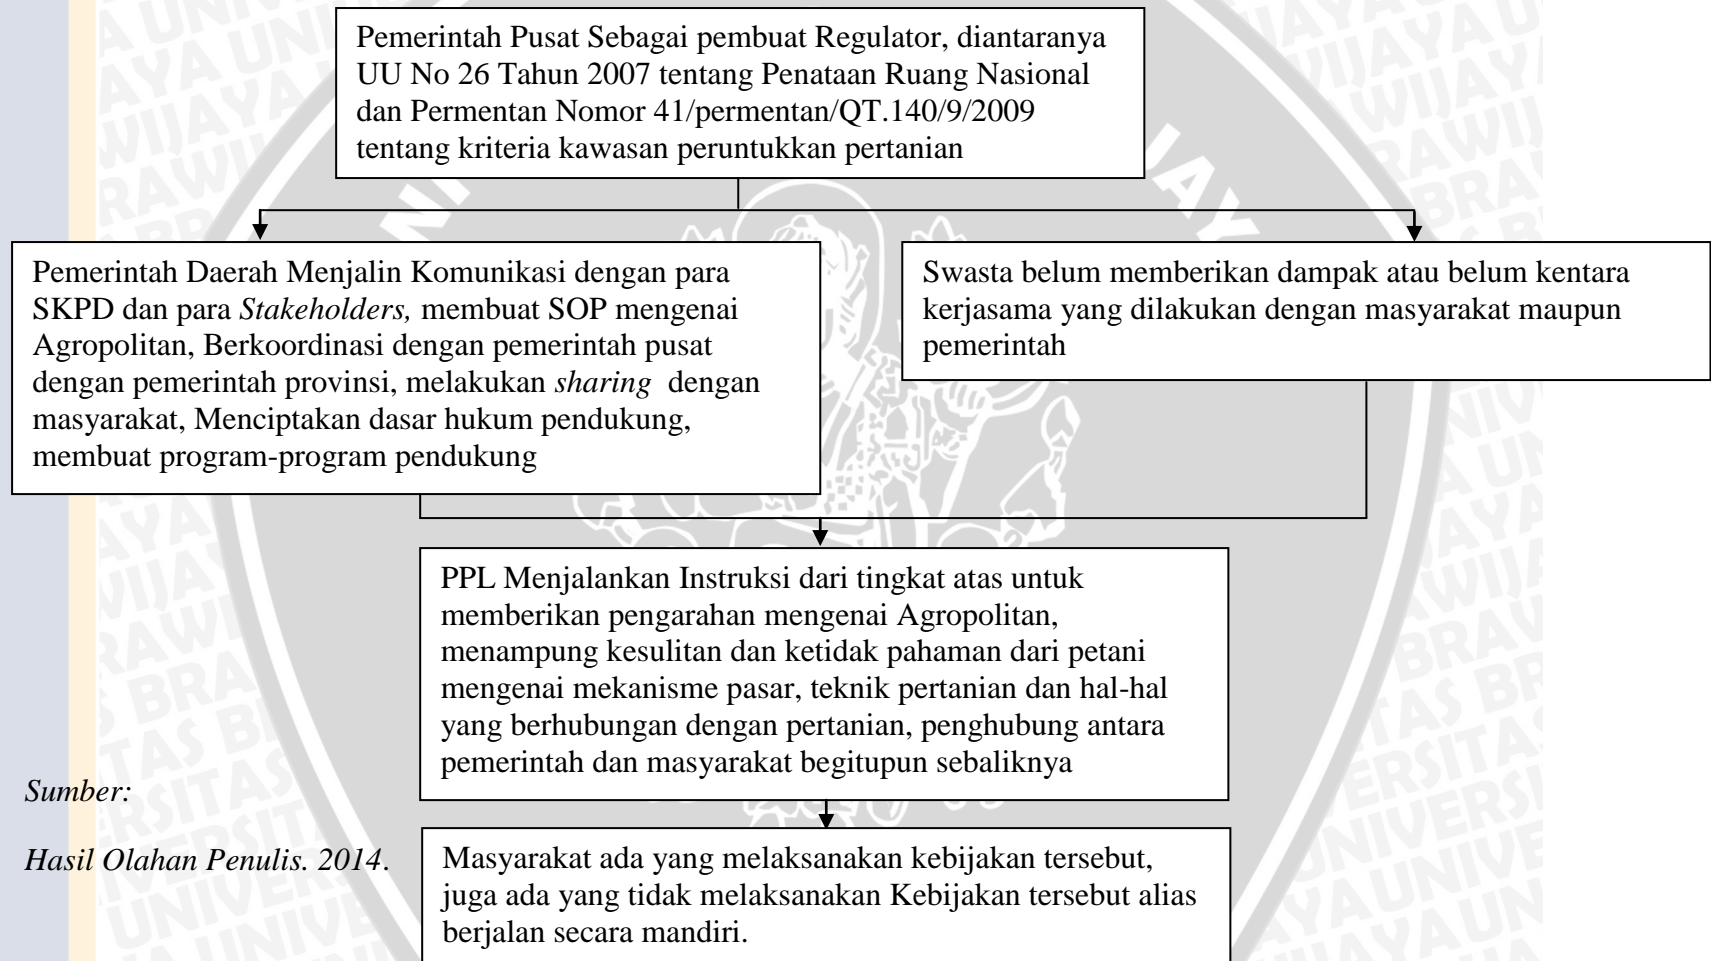 Pemerintah Pusat Sebagai pembuat Regulator, diantaranya
UU No 26 Tahun 2007 tentang Penataan Ruang Nasional
dan Permentan Nomor 41/permentan/QT.140/9/2009
tentang kriteria kawasan peruntukkan pertanian
Pemerintah Daerah Menjalin Komunikasi dengan para
SKPD dan para Stakeholders, membuat SOP mengenai
Agropolitan, Berkoordinasi dengan pemerintah pusat
dengan pemerintah provinsi, melakukan sharing dengan
masyarakat, Menciptakan dasar hukum pendukung,
membuat program-program pendukung
Swasta belum memberikan dampak atau belum kentara
kerjasama yang dilakukan dengan masyarakat maupun
pemerintah
PPL Menjalankan Instruksi dari tingkat atas untuk
memberikan pengarahan mengenai Agropolitan,
menampung kesulitan dan ketidak pahaman dari petani
mengenai mekanisme pasar, teknik pertanian dan hal-hal
yang berhubungan dengan pertanian, penghubung antara
pemerintah dan masyarakat begitupun sebaliknya
Sumber:
Hasil Olahan Penulis. 2014.
Masyarakat ada yang melaksanakan kebijakan tersebut,
juga ada yang tidak melaksanakan Kebijakan tersebut alias
berjalan secara mandiri.